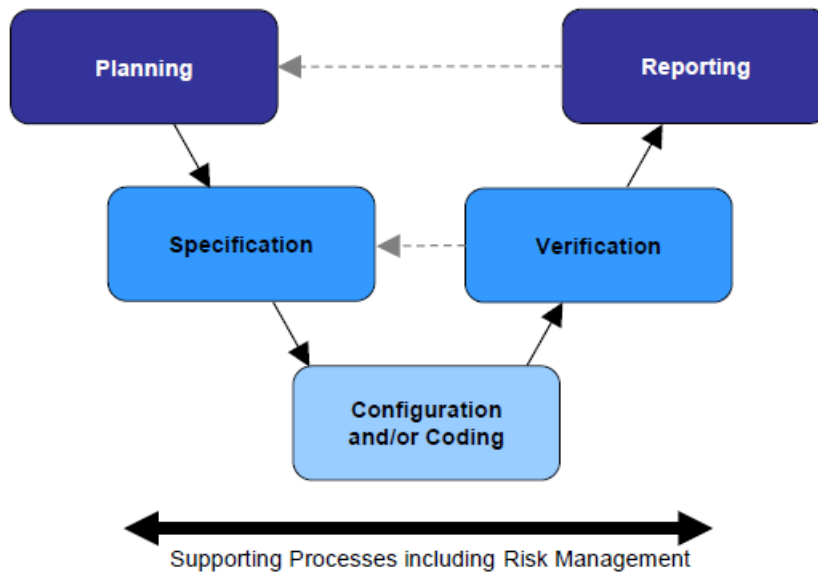 Planning
Reporting
Specification
Verification
Configuration
and/or Coding
Supporting Processes including Risk Management